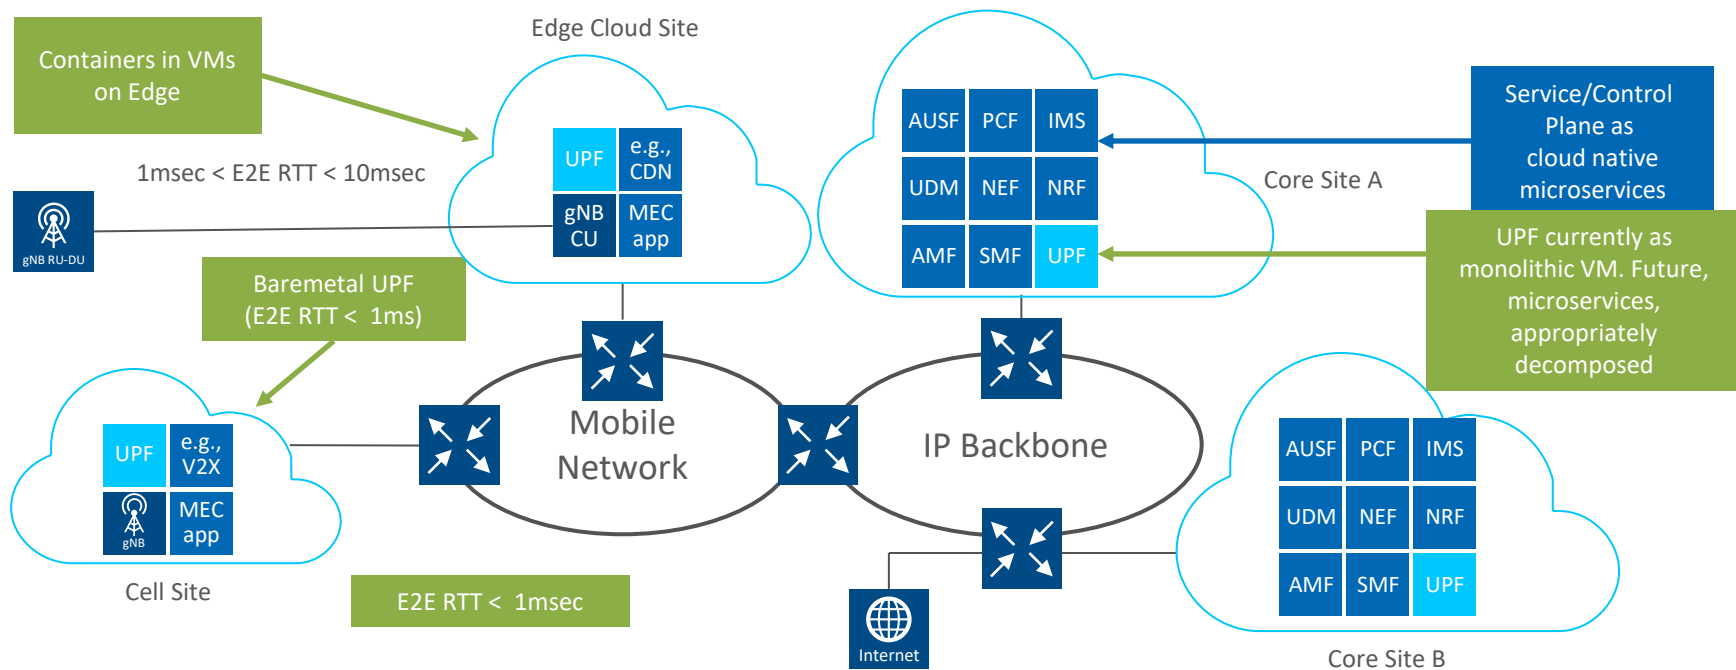 Edge Cloud Site
Containers in VMs
on Edge
1msec < E2E RTT < 10msec
gNB RU-DU
UPF
e.g.,
CDN
gNB
CU
MEC
app
AUSF
PCF
IMS
UDM
NEF
NRF
AMF
SMF
UPF
Core Site A
Service/Control
Plane as
cloud native
microservices
UPF currently as
monolithic VM. Future,
microservices,
appropriately
decomposed
Baremetal UPF
(E2E RTT < 1ms)
UPF
e.g.,
V2X
gNB
MEC
app
Cell Site
Mobile
Network
IP Backbone
E2E RTT < 1msec
Internet
AUSF
PCF
IMS
UDM
NEF
NRF
AMF
SMF
UPF
Core Site B